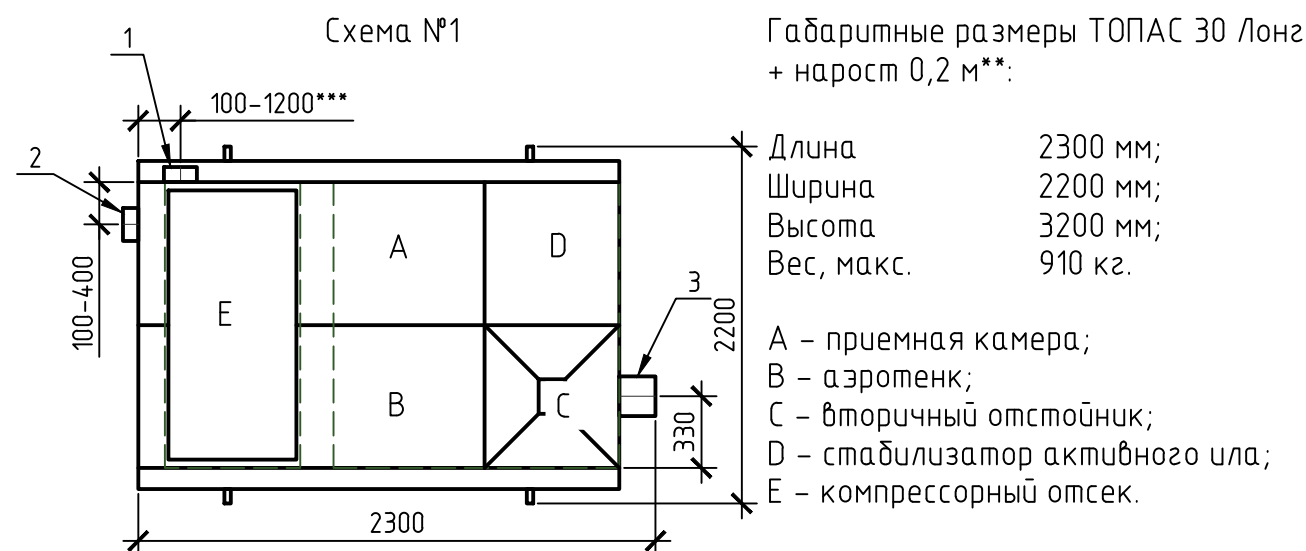 Схема №1
1
100-1200***
2
100-400
A
D
E
B
C
3
2200
330
2300
Габаритные размеры ТОПАС 30 Лонг
+ нарост 0,2 м**:
Длина 2300 мм;
Ширина 2200 мм;
Высота 3200 мм;
Вес, макс. 910 кг.
A – приемная камера;
B – аэротенк;
C – вторичный отстойник;
D – стабилизатор активного ила;
E – компрессорный отсек.